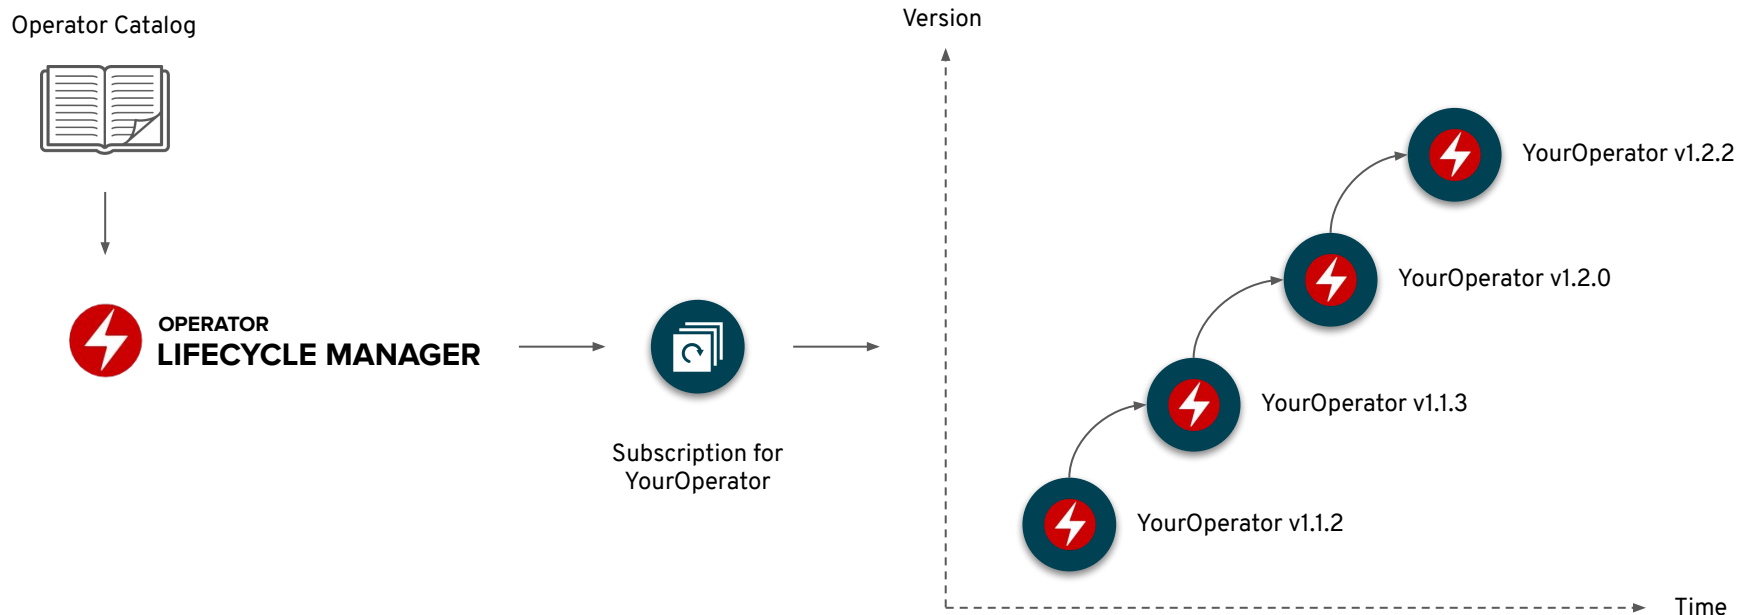 Operator Catalog
OPERATOR
LIFECYCLE MANAGER
Subscription for
YourOperator
Version
YourOperator v1.2.2
YourOperator v1.2.0
YourOperator v1.1.3
YourOperator v1.1.2
Time